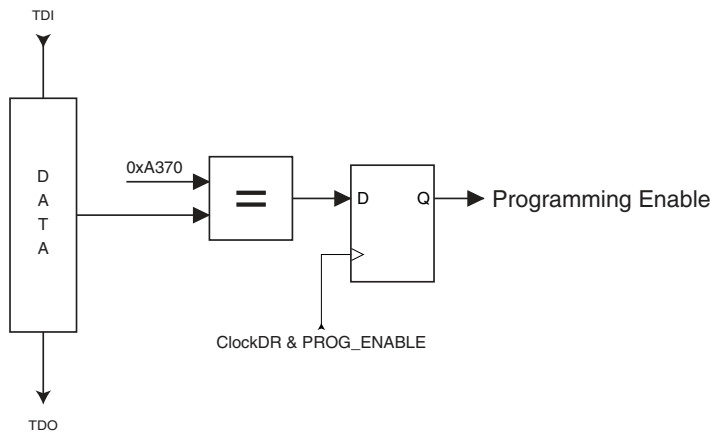 TDI
0xA370
D
A
T
A
=
D
Q
Programming Enable
ClockDR & PROG_ENABLE
TDO